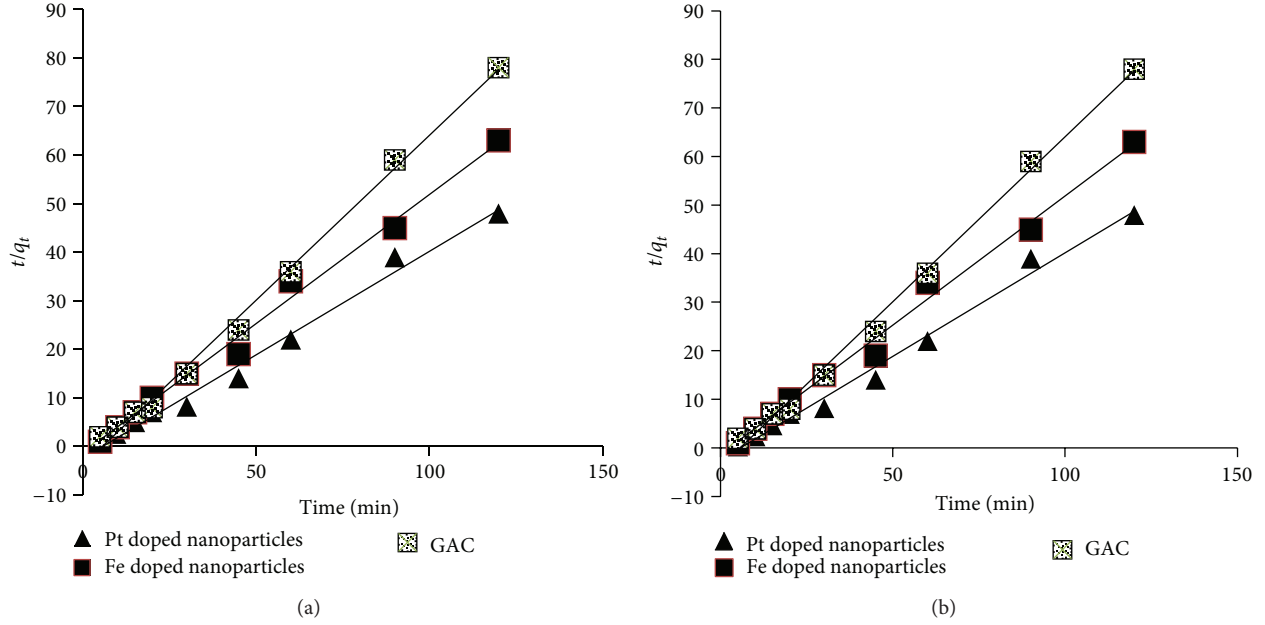 90
80
70
60
50
40
30
20
10
0
−10
t/qt
0
50
100
150
Time (min)
Pt doped nanoparticles
Fe doped nanoparticles
GAC
(a)
90
80
70
60
50
40
30
20
10
0
−10
t/qt
0
50
100
150
Time (min)
Pt doped nanoparticles
Fe doped nanoparticles
GAC
(b)